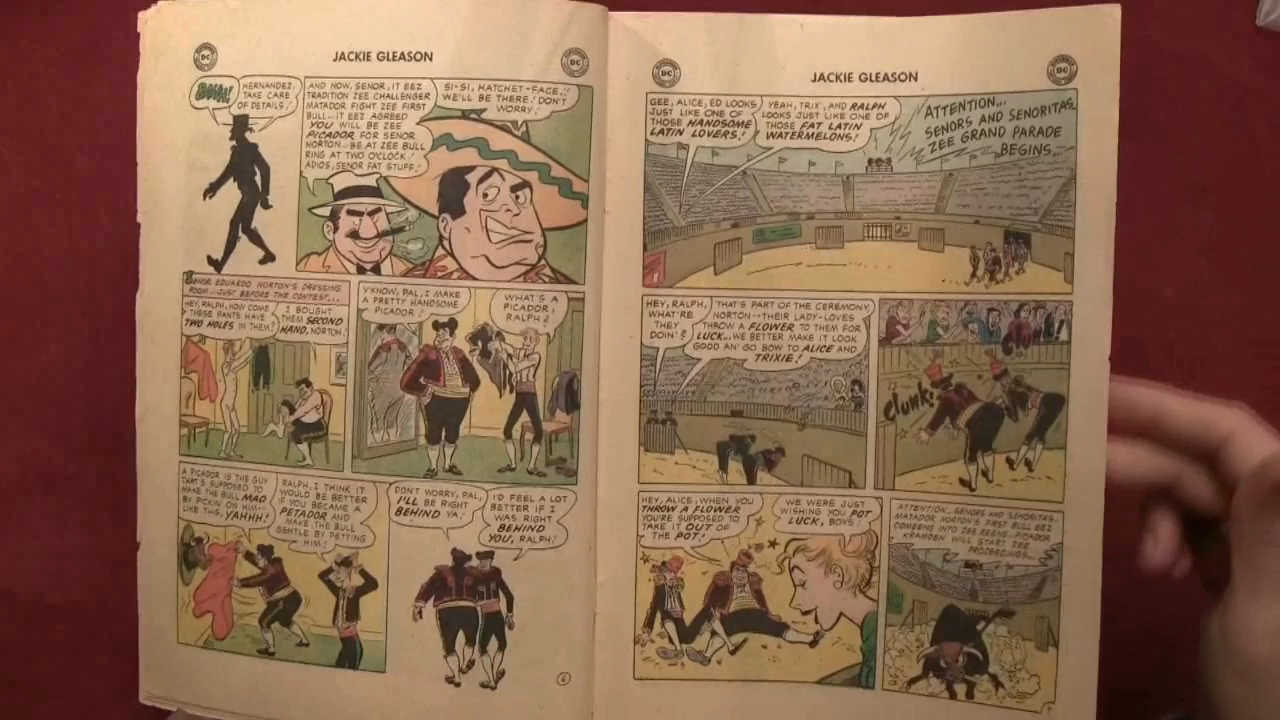 JACKIE GLEASON
DC
DC
BAH!
HERNANDEZ,
TAKE CARE
OF DETAILS!
AND NOW, SENOR, IT EEZ
TRADITION ZEE CHALLENGER
MATADOR FIGHT ZEE FIRST
BULL--IT EEZ AGREED
YOU WILL BE ZEE
PICADOR FOR SENOR
NORTON...BE AT ZEE BULL
RING AT TWO O'CLOCK!
ADIOS, SENOR FAT STUFF!
SI-SI, HATCHET-FACE!!
WE'LL BE THERE! DON'T
WORRY!
SENOR EDUARDO NORTON'S DRESSING
ROOM--JUST BEFORE THE CONTEST...
HEY, RALPH, HOW COME
THESE PANTS HAVE
TWO HOLES IN THEM?
I BOUGHT
THEM SECOND
HAND, NORTON!
Y'KNOW, PAL, I MAKE
A PRETTY HANDSOME
PICADOR!
WHAT'S A
PICADOR,
RALPH?
A PICADOR IS THE GUY
THAT'S SUPPOSED TO
MAKE THE BULL MAD
BY PICKIN' ON HIM--
LIKE THIS, YAHHH!
RALPH, I THINK IT
WOULD BE BETTER
IF YOU BECAME A
PETADOR AND
MAKE THE BULL
GENTLE BY PETTING
HIM!
DON'T WORRY, PAL,
I'LL BE RIGHT
BEHIND YA!
I'D FEEL A LOT
BETTER IF I
WAS RIGHT
BEHIND
YOU, RALPH!
6
JACKIE GLEASON
DC
DC
GEE, ALICE, ED LOOKS
JUST LIKE ONE OF
THOSE HANDSOME
LATIN LOVERS!
YEAH, TRIX, AND RALPH
LOOKS JUST LIKE ONE OF
THOSE FAT LATIN
WATERMELONS!
ATTENTION...
SENORS AND SENORITAS,
ZEE GRAND PARADE
BEGINS...
HEY, RALPH,
WHAT'RE
THEY
DOIN'?
THAT'S PART OF THE CEREMONY,
NORTON--THEIR LADY-LOVES
THROW A FLOWER TO THEM FOR
LUCK...WE BETTER MAKE IT LOOK
GOOD AN' GO BOW TO ALICE AND
TRIXIE!
CLUNK!
CLUNK!
HEY, ALICE, WHEN YOU
THROW A FLOWER
YOU'RE SUPPOSED TO
TAKE IT OUT OF
THE POT!
WE WERE JUST
WISHING YOU POT
LUCK, BOYS!
ATTENTION...SENORS AND SENORITAS,
MATADOR NORTON'S FIRST BULL EEZ
COMEENG INTO ZEE REENG...PICADOR
KRAMDEN WILL START ZEE
PROCEEDINGS...
7